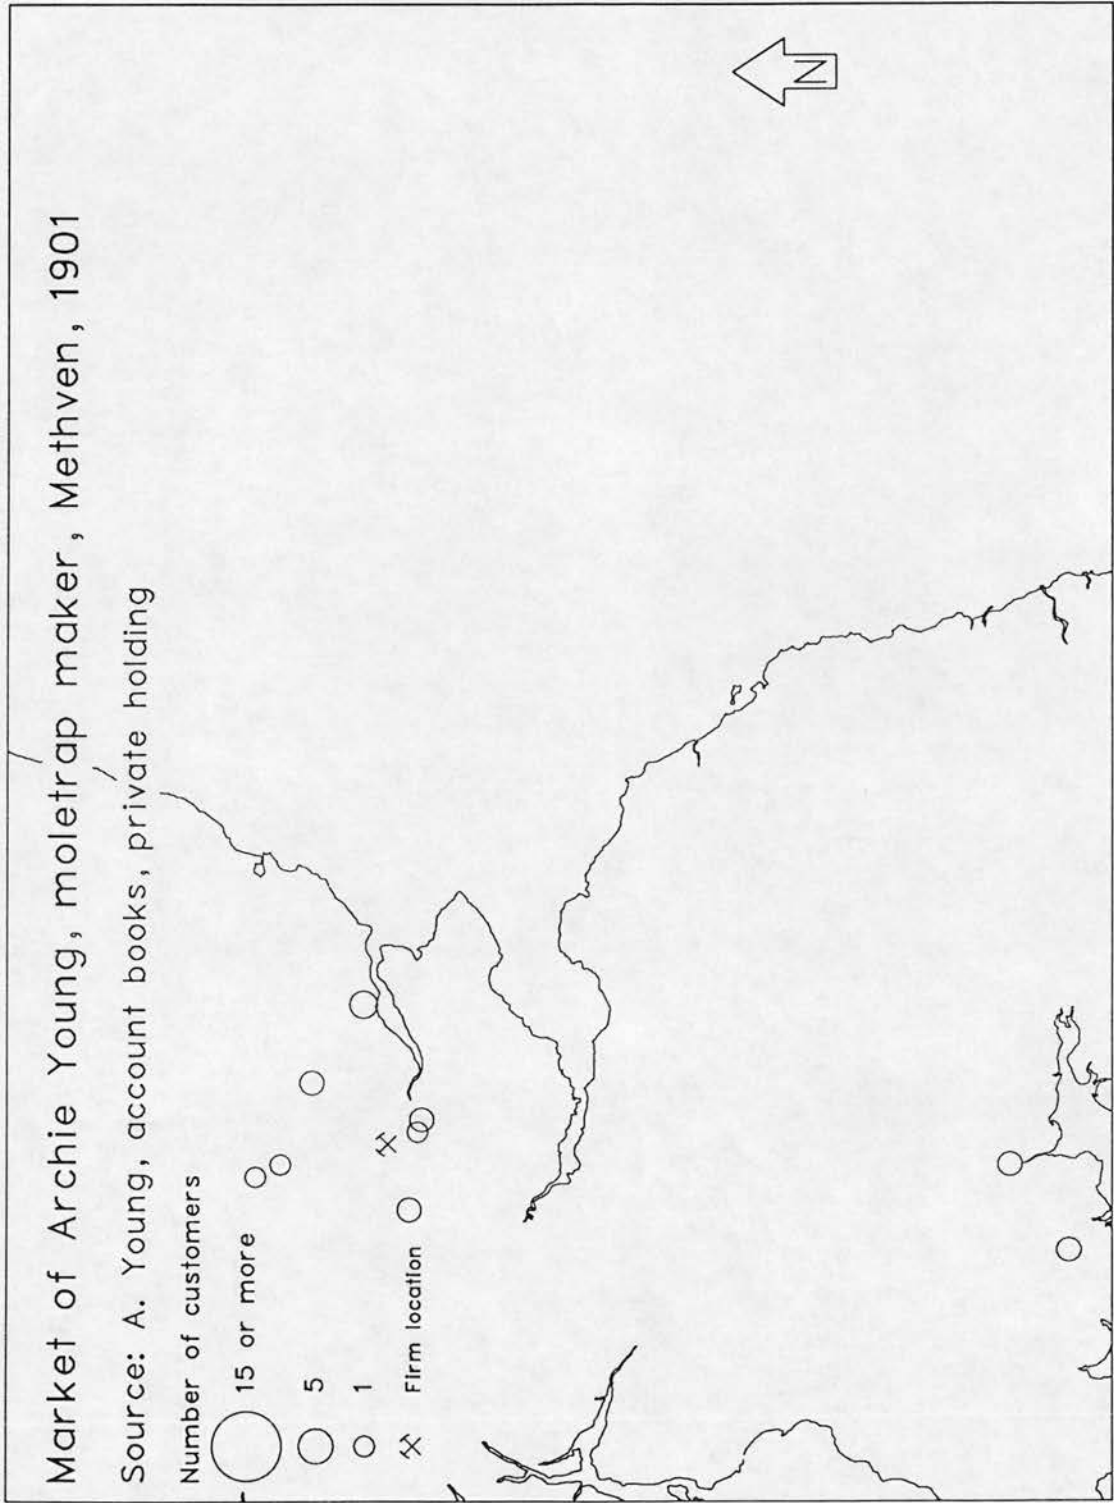 Market of Archie Young, moletrap maker, Methven, 1901
Source: A. Young, account books, private holding
Number of customers
15 or more
5
1
Firm location
N